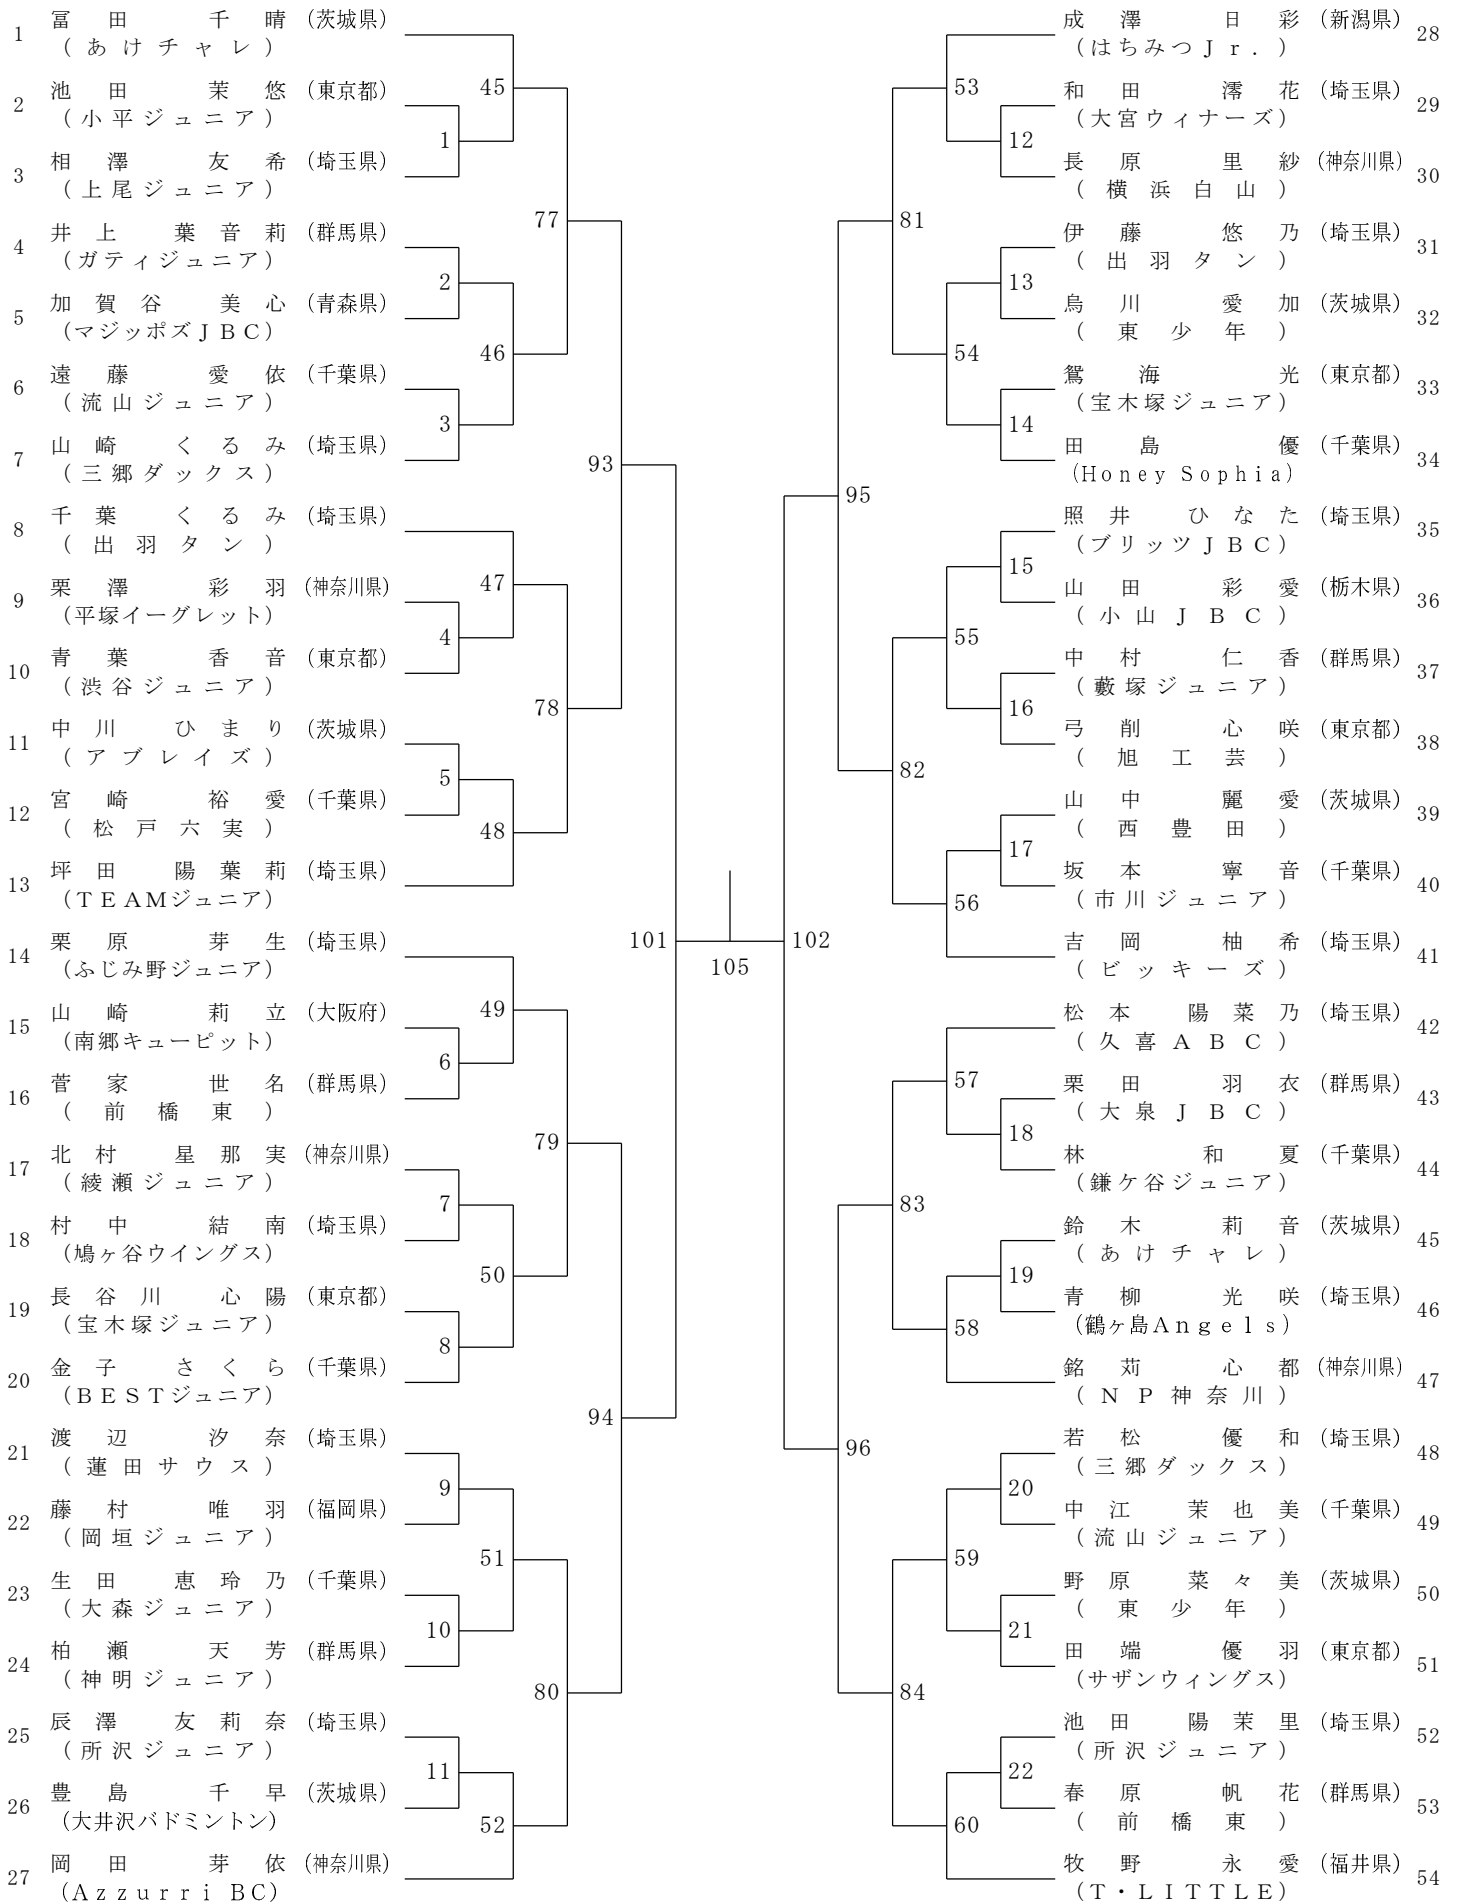 1 冨田 千晴 (茨城県)
(あけチャレ)
2 池田 茉悠 (東京都)
(小平ジュニア)
3 相澤 友希 (埼玉県)
(上尾ジュニア)
4 井上 葉音莉 (群馬県)
(ガティジュニア)
5 加賀谷 美心 (青森県)
(マジッポズＪＢＣ)
6 遠藤 愛依 (千葉県)
(流山ジュニア)
7 山崎 くるみ (埼玉県)
(三郷ダックス)
8 千葉 くるみ (埼玉県)
(出羽タン)
9 栗澤 彩羽 (神奈川県)
(平塚イーグレット)
10 青葉 香音 (東京都)
(渋谷ジュニア)
11 中川 ひまり (茨城県)
(アブレイズ)
12 宮崎 裕愛 (千葉県)
(松戸六実)
13 坪田 陽葉莉 (埼玉県)
(ＴＥＡＭジュニア)
14 栗原 芽生 (埼玉県)
(ふじみ野ジュニア)
15 山崎 莉立 (大阪府)
(南郷キューピット)
16 菅家 世名 (群馬県)
(前橋東)
17 北村 星那実 (神奈川県)
(綾瀬ジュニア)
18 村中 結南 (埼玉県)
(鳩ヶ谷ウイングス)
19 長谷川 心陽 (東京都)
(宝木塚ジュニア)
20 金子 さくら (千葉県)
(ＢＥＳＴジュニア)
21 渡辺 汐奈 (埼玉県)
(蓮田サウス)
22 藤村 唯羽 (福岡県)
(岡垣ジュニア)
23 生田 恵玲乃 (千葉県)
(大森ジュニア)
24 柏瀬 天芳 (群馬県)
(神明ジュニア)
25 辰澤 友莉奈 (埼玉県)
(所沢ジュニア)
26 豊島 千早 (茨城県)
(大井沢バドミントン)
27 岡田 芽依 (神奈川県)
(Ａｚｚｕｒｒｉ ＢＣ)
1
2
3
4
5
6
7
8
9
10
11
45
46
47
48
49
50
51
52
77
78
79
80
93
94
101
105
102
95
96
81
82
83
84
53
54
55
56
57
58
59
60
12
13
14
15
16
17
18
19
20
21
22
成澤 日彩 (新潟県) 28
(はちみつＪｒ．)
和田 澪花 (埼玉県) 29
(大宮ウィナーズ)
長原 里紗 (神奈川県) 30
(横浜白山)
伊藤 悠乃 (埼玉県) 31
(出羽タン)
烏川 愛加 (茨城県) 32
(東少年)
鴛海 光 (東京都) 33
(宝木塚ジュニア)
田島 優 (千葉県) 34
(Honey Sophia)
照井 ひなた (埼玉県) 35
(ブリッツＪＢＣ)
山田 彩愛 (栃木県) 36
(小山ＪＢＣ)
中村 仁香 (群馬県) 37
(藪塚ジュニア)
弓削 心咲 (東京都) 38
(旭工芸)
山中 麗愛 (茨城県) 39
(西豊田)
坂本 寧音 (千葉県) 40
(市川ジュニア)
吉岡 柚希 (埼玉県) 41
(ビッキーズ)
松本 陽菜乃 (埼玉県) 42
(久喜ＡＢＣ)
栗田 羽衣 (群馬県) 43
(大泉ＪＢＣ)
林 和夏 (千葉県) 44
(鎌ケ谷ジュニア)
鈴木 莉音 (茨城県) 45
(あけチャレ)
青柳 光咲 (埼玉県) 46
(鶴ヶ島Ａｎｇｅｌｓ)
銘苅 心都 (神奈川県) 47
(ＮＰ神奈川)
若松 優和 (埼玉県) 48
(三郷ダックス)
中江 茉也美 (千葉県) 49
(流山ジュニア)
野原 菜々美 (茨城県) 50
(東少年)
田端 優羽 (東京都) 51
(サザンウィングス)
池田 陽茉里 (埼玉県) 52
(所沢ジュニア)
春原 帆花 (群馬県) 53
(前橋東)
牧野 永愛 (福井県) 54
(Ｔ・ＬＩＴＴＬＥ)